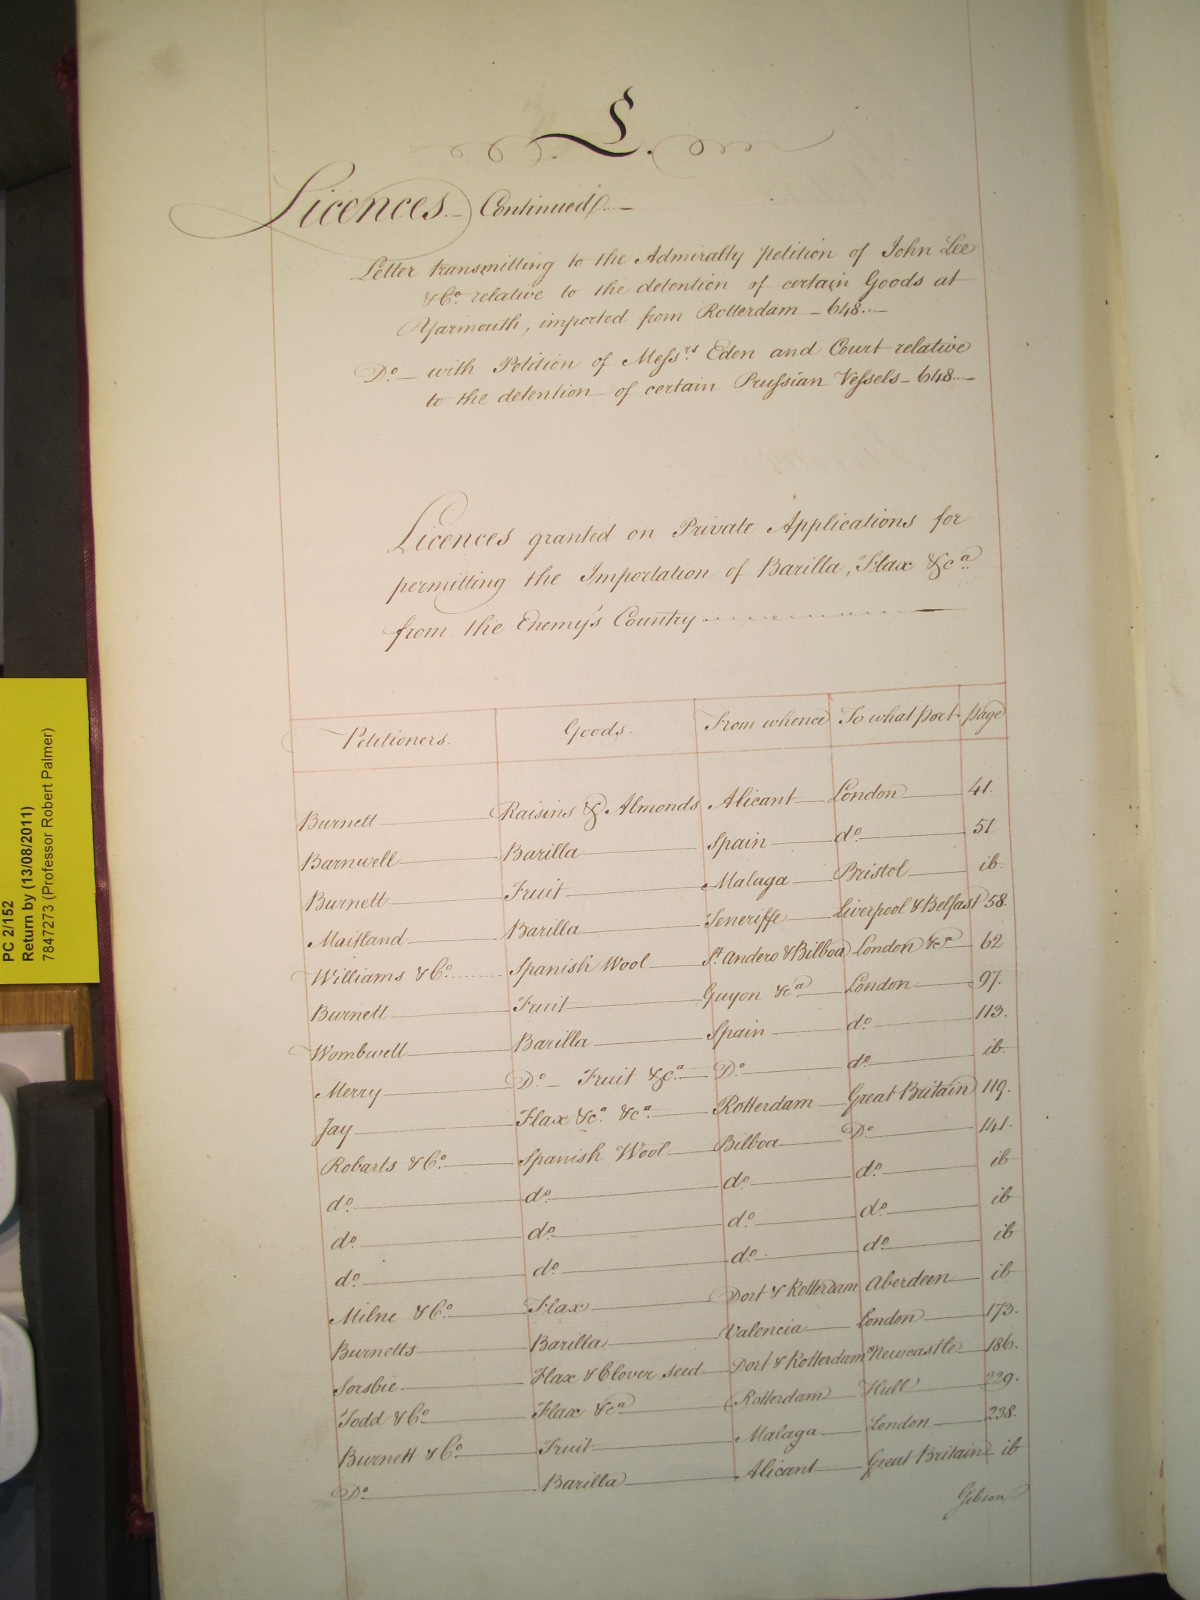 L.
Licences Continued
Letter transmitting to the Admiralty petition of John Lee
&Co. relative to the detention of certain Goods at
Yarmouth, imported from Rotterdam - 648.
Do. - with Petition of Messrs. Eden and Court relative
to the detention of certain Prussian Vessels - 648.
Licences granted on Private Applications for
permitting the Importation of Barilla, Flax &ca.
from the Enemy's Country
Petitioners. Goods. From whence To what port Page
Burnett Raisins & Almonds Alicant London 41.
Barnwell Barilla Spain do. 51
Burnett Fruit Malaga Bristol ib.
Maitland Barilla Teneriffe Liverpool & Belfast 58.
Williams & Co. Spanish Wool St. Andero & Bilboa London &ca 62
Burnett Fruit Guyon &ca London 97.
Wombwell Barilla Spain do. 113.
Merry Do. - Fruit &ca. Do. do. ib.
Jay Flax &ca. &ca. Rotterdam Great Britain 119.
Robarts & Co. Spanish Wool Bilboa Do. 141.
do. do. do. do. ib
do. do. do. do. ib
do. do. do. do. ib
Milne & Co. Flax Dort & Rotterdam Aberdeen ib
Burnetts Barilla Valencia London 173.
Sorsbie Flax & Clover seed Dort & Rotterdam Newcastle 186.
Todd & Co. Flax &ca Rotterdam Hull 229.
Burnett & Co. Fruit Malaga London 238.
Do. Barilla Alicant Great Britain ib
Gibson
PC 2/152
Return by (13/08/2011)
7847273 (Professor Robert Palmer)